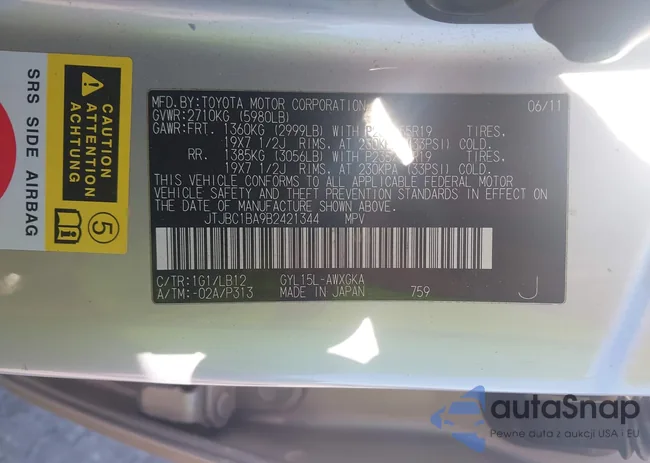 SRS SIDE AIRBAG
CAUTION
ATTENTION
ACHTUNG
5
MFD.BY:TOYOTA MOTOR CORPORATION 06/11
GVWR:2710KG (5980LB)
GAWR:FRT. 1360KG (2999LB) WITH TIRES.
19X7 1/2J RIMS, AT (33PSI) COLD.
RR. 1385KG (3056LB) WITH TIRES.
19X7 1/2J RIMS, AT 230KPA (33PSI) COLD.
THIS VEHICLE CONFORMS TO ALL APPLICABLE FEDERAL MOTOR
VEHICLE SAFETY AND THEFT PREVENTION STANDARDS IN EFFECT ON
THE DATE OF MANUFACTURE SHOWN ABOVE.
JTJBC1BA9B2421344 MPV
C/TR:1G1/LB12 GYL15L-AWXGKA
A/TM:-02A/P313 MADE IN JAPAN 759 J
autaSnap
Pewne auta z aukcji USA i EU